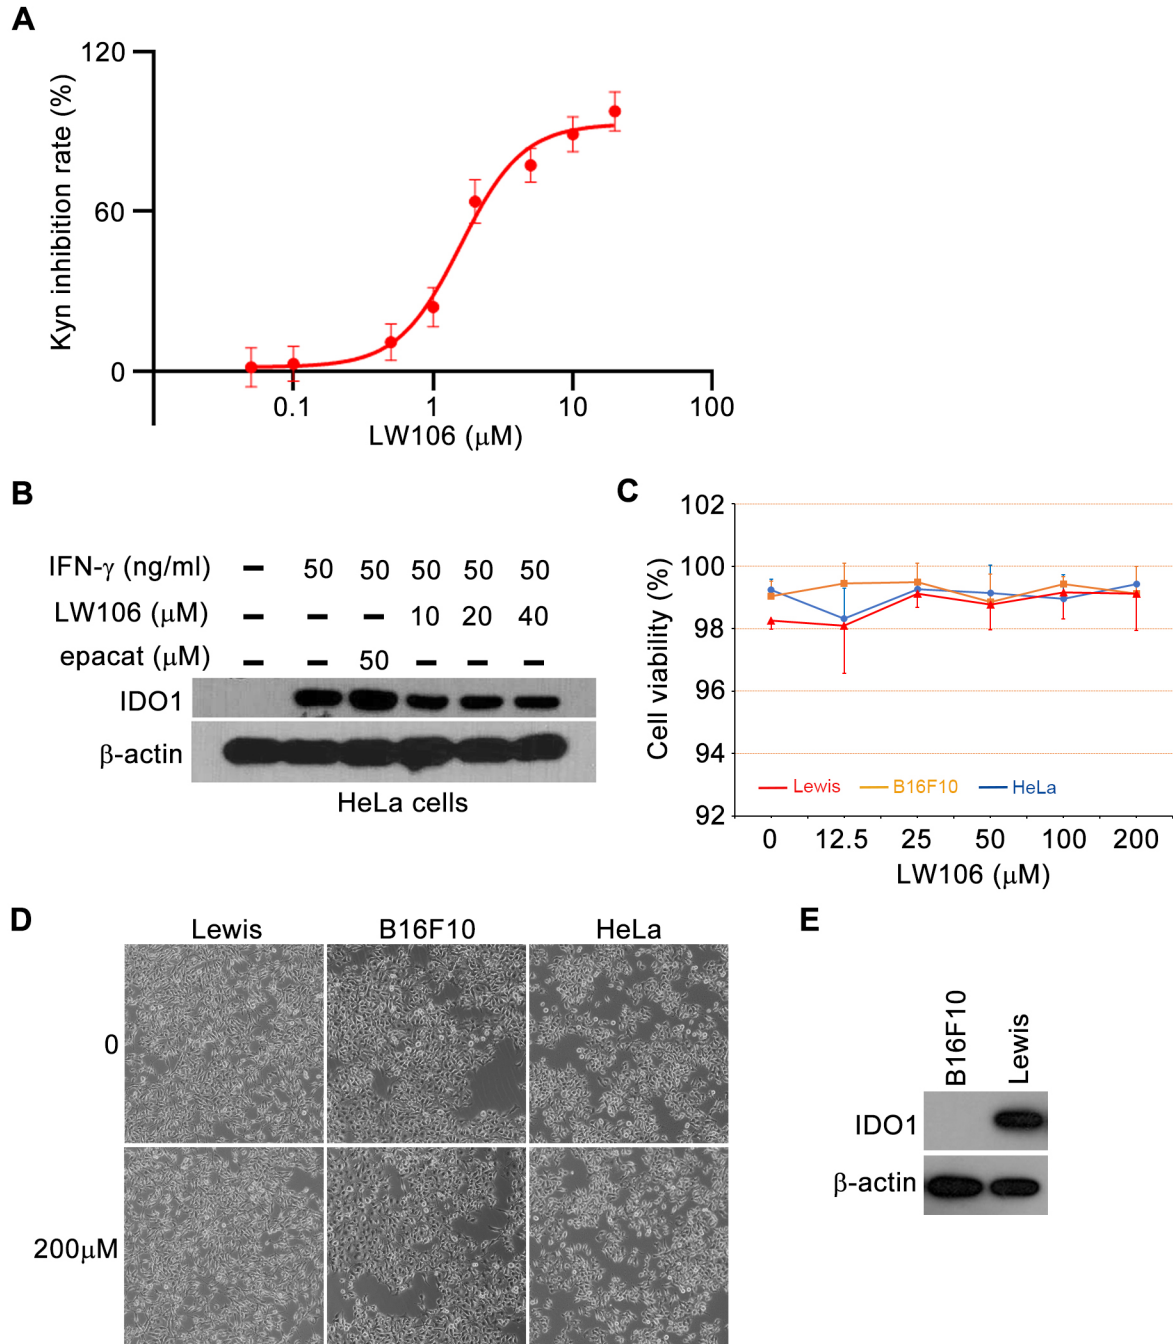 A
120
60
0
Kyn inhibition rate (%)
0.1 1 10 100
LW106 (μM)
B
IFN-γ (ng/ml) – 50 50 50 50 50
LW106 (μM) – – – 10 20 40
epacat (μM) – – 50 – – –
IDO1
β-actin
HeLa cells
C
102
100
98
96
94
92
Cell viability (%)
Lewis B16F10 HeLa
0 12.5 25 50 100 200
LW106 (μM)
D
Lewis B16F10 HeLa
0
200μM
E
B16F10
Lewis
IDO1
β-actin